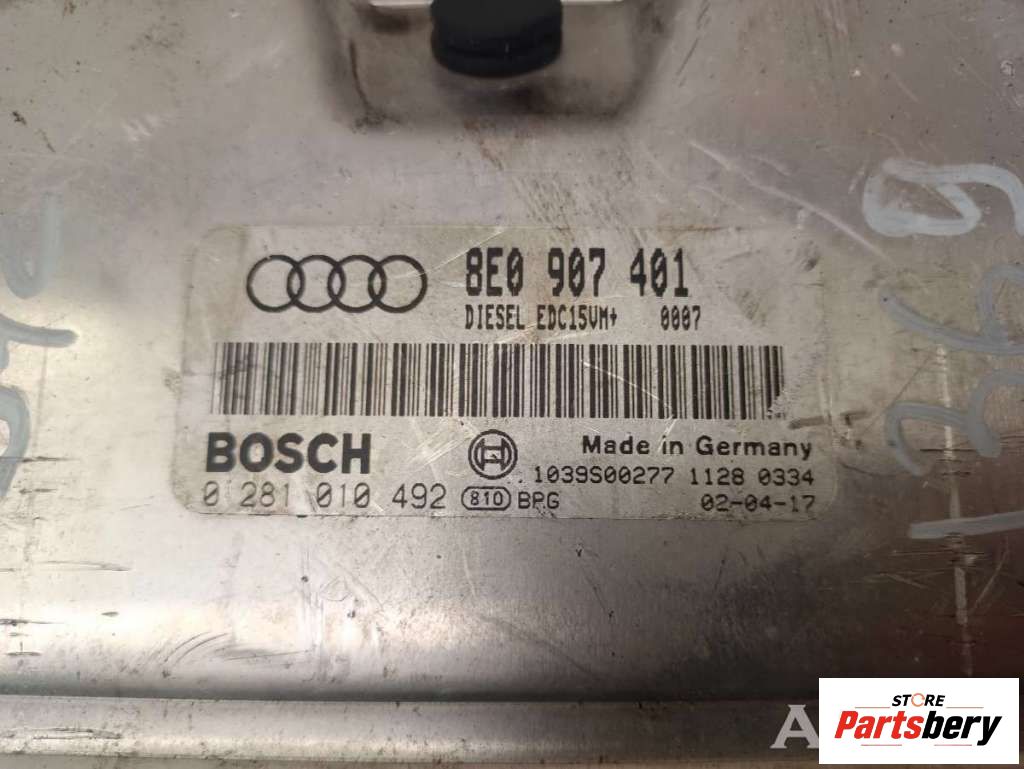 8E0 907 401
DIESEL EDC15VM+ 0007
BOSCH
Made in Germany
1039S00277 1128 0334
0 281 010 492 810 BPG 02-04-17
1369
A
STORE
Partsbery